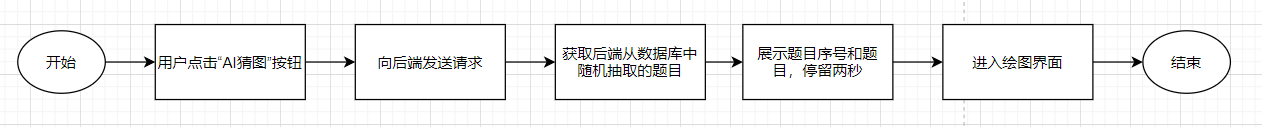 开始
用户点击“AI猜图”按钮
向后端发送请求
获取后端从数据库中
随机抽取的题目
展示题目序号和题
目，停留两秒
进入绘图界面
结束